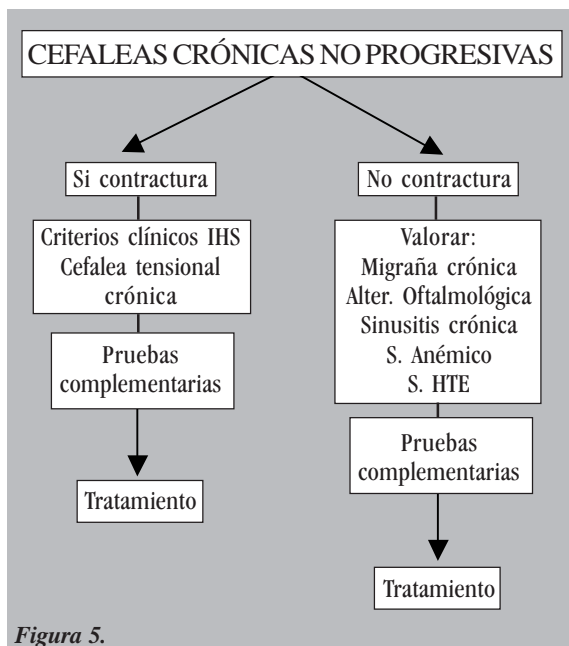 CEFALEAS CRÓNICAS NO PROGRESIVAS
Si contractura
Criterios clínicos IHS
Cefalea tensional
crónica
Pruebas
complementarias
Tratamiento
No contractura
Valorar:
Migraña crónica
Alter. Oftalmológica
Sinusitis crónica
S. Anémico
S. HTE
Pruebas
complementarias
Tratamiento
Figura 5.